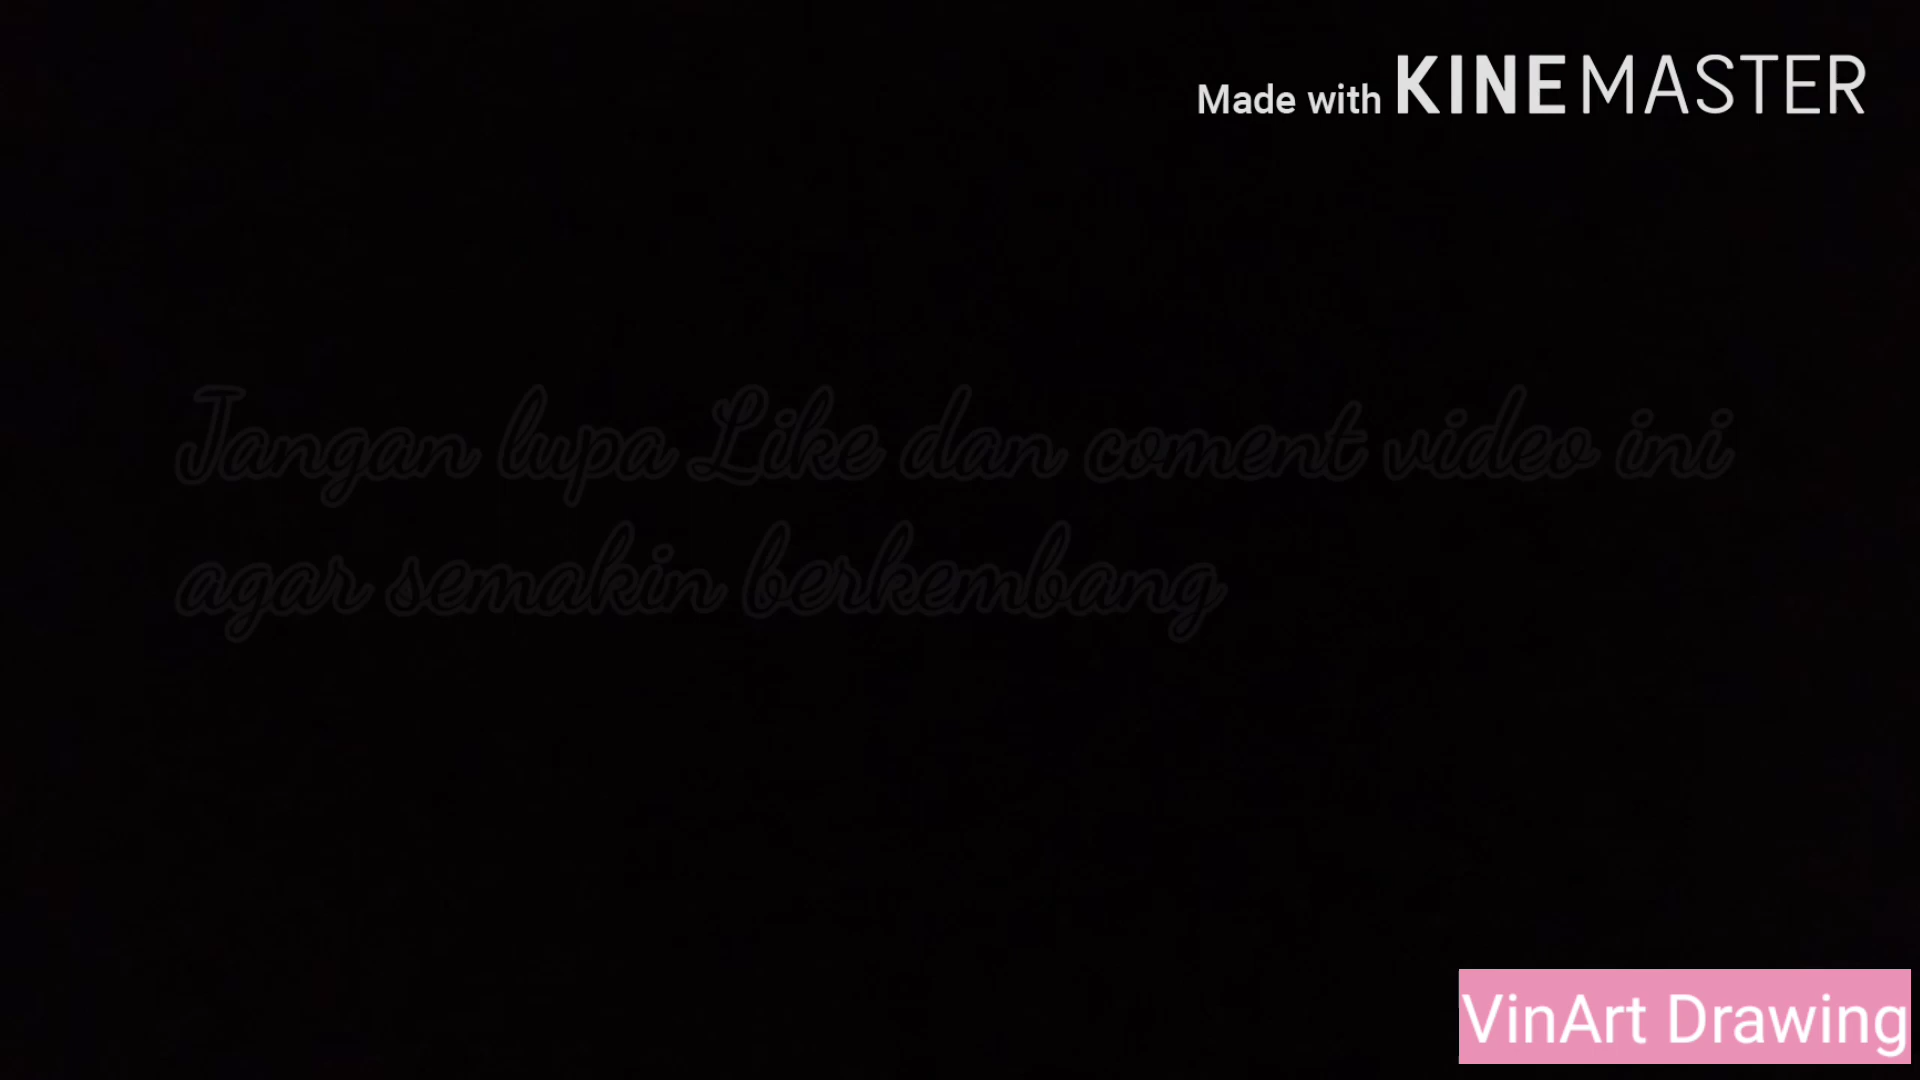 Made with KINEMASTER
Jangan lupa Like dan coment video ini
agar semakin berkembang
VinArt Drawing